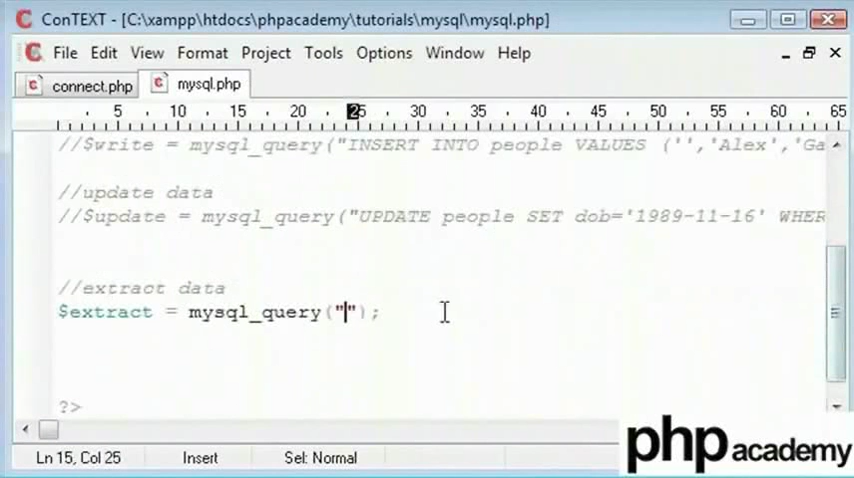 ConTEXT - [C:\xampp\htdocs\phpacademy\tutorials\mysql\mysql.php]
File Edit View Format Project Tools Options Window Help
connect.php mysql.php
5 10 15 20 25 30 35 40 45 50 55 60 65
//$write = mysql_query("INSERT INTO people VALUES ('','Alex','Ga
//update data
//$update = mysql_query("UPDATE people SET dob='1989-11-16' WHER
//extract data
$extract = mysql_query("");
?>
Ln 15, Col 25 Insert Sel: Normal
php academy